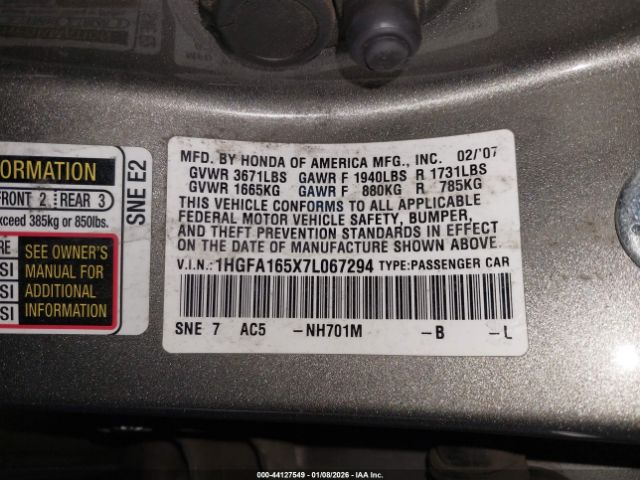 ORMATION
FRONT 2 REAR 3
xceed 385kg or 850lbs.
RE
SI
SI
SEE OWNER'S
MANUAL FOR
ADDITIONAL
INFORMATION
SNE E2
MFD. BY HONDA OF AMERICA MFG., INC. 02/'07
GVWR 3671LBS GAWR F 1940LBS R 1731LBS
GVWR 1665KG GAWR F 880KG R 785KG
THIS VEHICLE CONFORMS TO ALL APPLICABLE
FEDERAL MOTOR VEHICLE SAFETY, BUMPER,
AND THEFT PREVENTION STANDARDS IN EFFECT
ON THE DATE OF MANUFACTURE SHOWN ABOVE.
V.I.N.: 1HGFA165X7L067294 TYPE:PASSENGER CAR
SNE 7 AC5 -NH701M -B -L
000-44127549 - 01/08/2026 - IAA Inc.